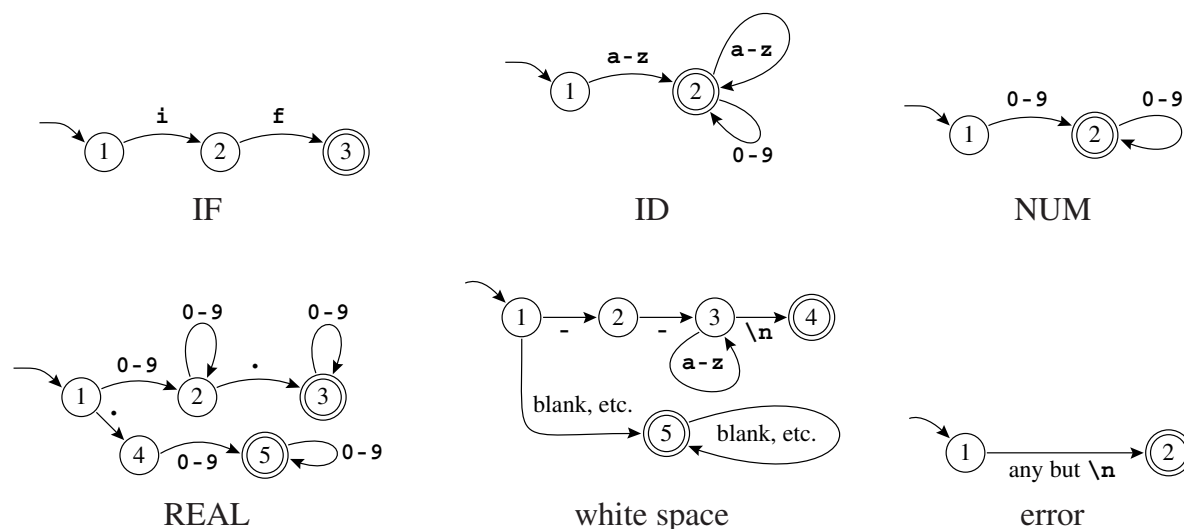 i f
1 2 3
IF
a-z a-z
1 2
0-9
ID
0-9 0-9
1 2
NUM
0-9 0-9
0-9 .
1 2 3
.
4 0-9 5 0-9
REAL
1 - 2 - 3 \n 4
a-z
blank, etc.
5 blank, etc.
white space
1 2
any but \n
error